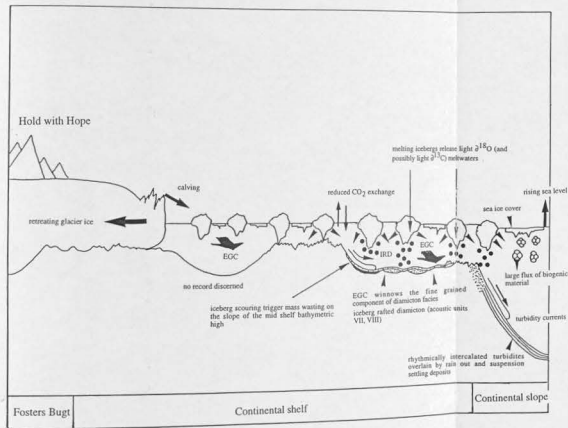 Hold with Hope
melting icebergs release light ∂18O (and
possibly light ∂13C) meltwaters
calving
reduced CO2 exchange
rising sea level
sea ice cover
retreating glacier ice
EGC
IRD
EGC
no record discerned
large flux of biogenic
material
EGC winnows the fine grained
component of diamicton facies
iceberg scouring trigger mass wasting on
the slope of the mid shelf bathymetric
high
iceberg rafted diamicton (acoustic units
VII, VIII)
turbidity currents
rhythmically intercalated turbidites
overlain by rain out and suspension
settling deposits
Fosters Bugt
Continental shelf
Continental slope